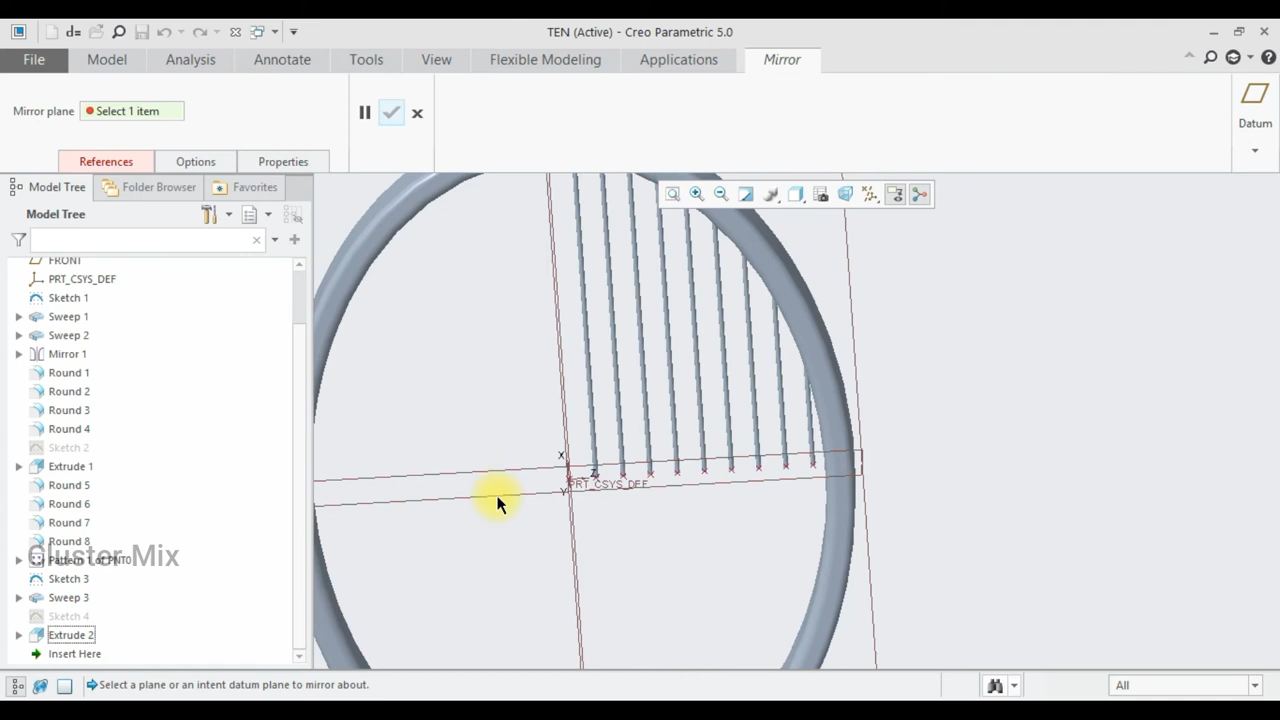 TEN (Active) - Creo Parametric 5.0
File Model Analysis Annotate Tools View Flexible Modeling Applications Mirror
Mirror plane Select 1 item
Datum
References Options Properties
Model Tree Folder Browser Favorites
Model Tree
FRONT
PRT_CSYS_DEF
Sketch 1
Sweep 1
Sweep 2
Mirror 1
Round 1
Round 2
Round 3
Round 4
Sketch 2
Extrude 1
Round 5
Round 6
Round 7
Round 8
Pattern 1 of PNT0
Cluster Mix
Sketch 3
Sweep 3
Sketch 4
Extrude 2
Insert Here
X
Z
Y PRT_CSYS_DEF
Select a plane or an intent datum plane to mirror about.
All